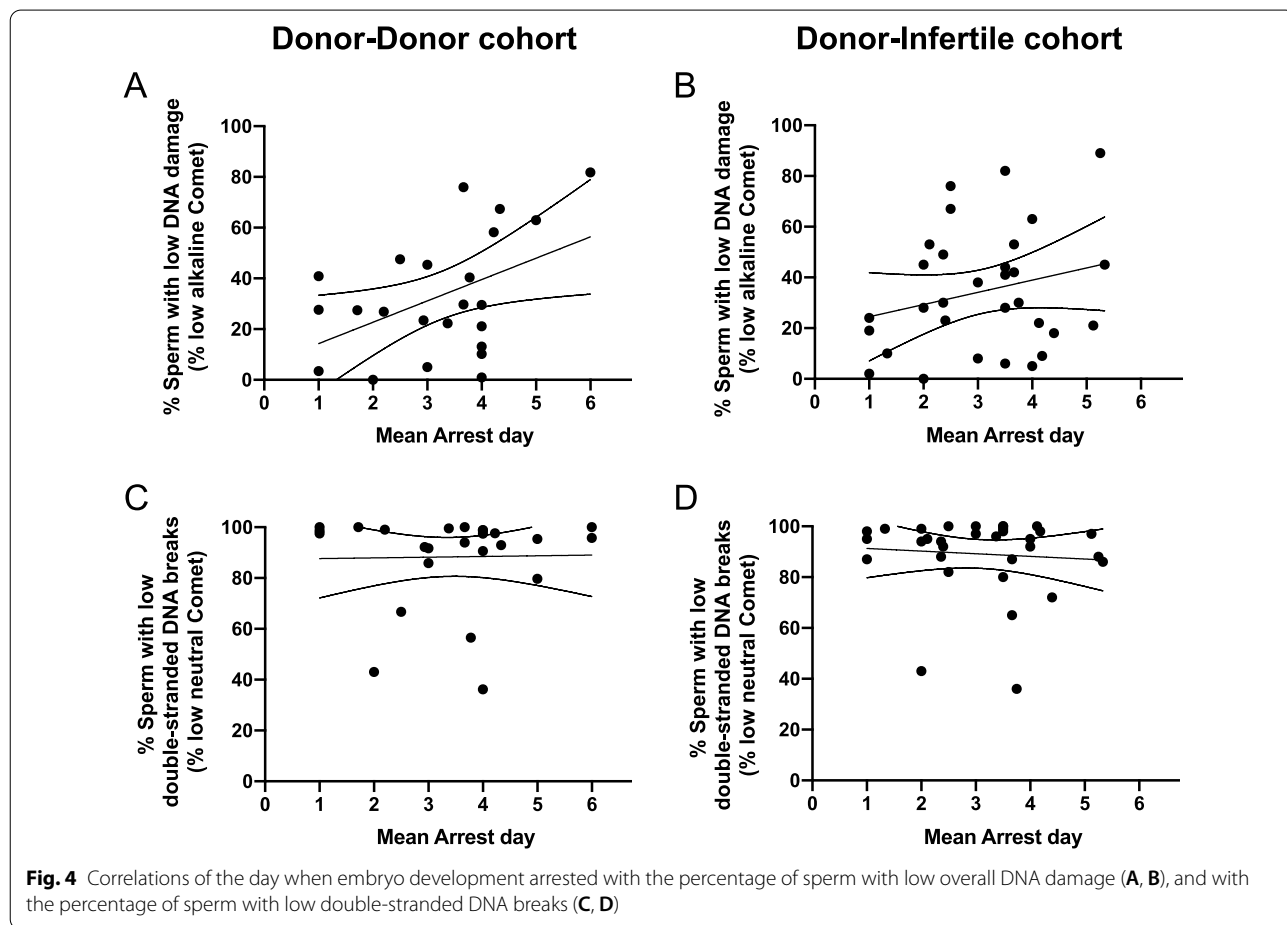 Donor-Donor cohort
Donor-Infertile cohort
A
% Sperm with low DNA damage
(% low alkaline Comet)
100
80
60
40
20
0
0 1 2 3 4 5 6
Mean Arrest day
B
% Sperm with low DNA damage
(% low alkaline Comet)
100
80
60
40
20
0
0 1 2 3 4 5 6
Mean Arrest day
C
% Sperm with low
double-stranded DNA breaks
(% low neutral Comet)
100
80
60
40
20
0
0 1 2 3 4 5 6
Mean Arrest day
D
% Sperm with low
double-stranded DNA breaks
(% low neutral Comet)
100
80
60
40
20
0
0 1 2 3 4 5 6
Mean Arrest day
Fig. 4 Correlations of the day when embryo development arrested with the percentage of sperm with low overall DNA damage (A, B), and with
the percentage of sperm with low double-stranded DNA breaks (C, D)